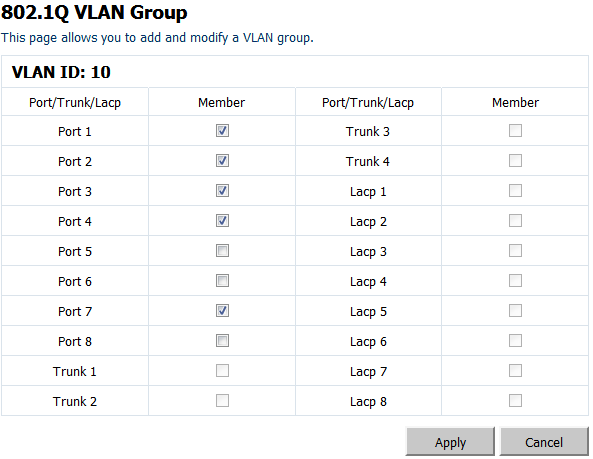 802.1Q VLAN Group
This page allows you to add and modify a VLAN group.
VLAN ID: 10
Port/Trunk/Lacp Member Port/Trunk/Lacp Member
Port 1 Trunk 3
Port 2 Trunk 4
Port 3 Lacp 1
Port 4 Lacp 2
Port 5 Lacp 3
Port 6 Lacp 4
Port 7 Lacp 5
Port 8 Lacp 6
Trunk 1 Lacp 7
Trunk 2 Lacp 8
Apply Cancel